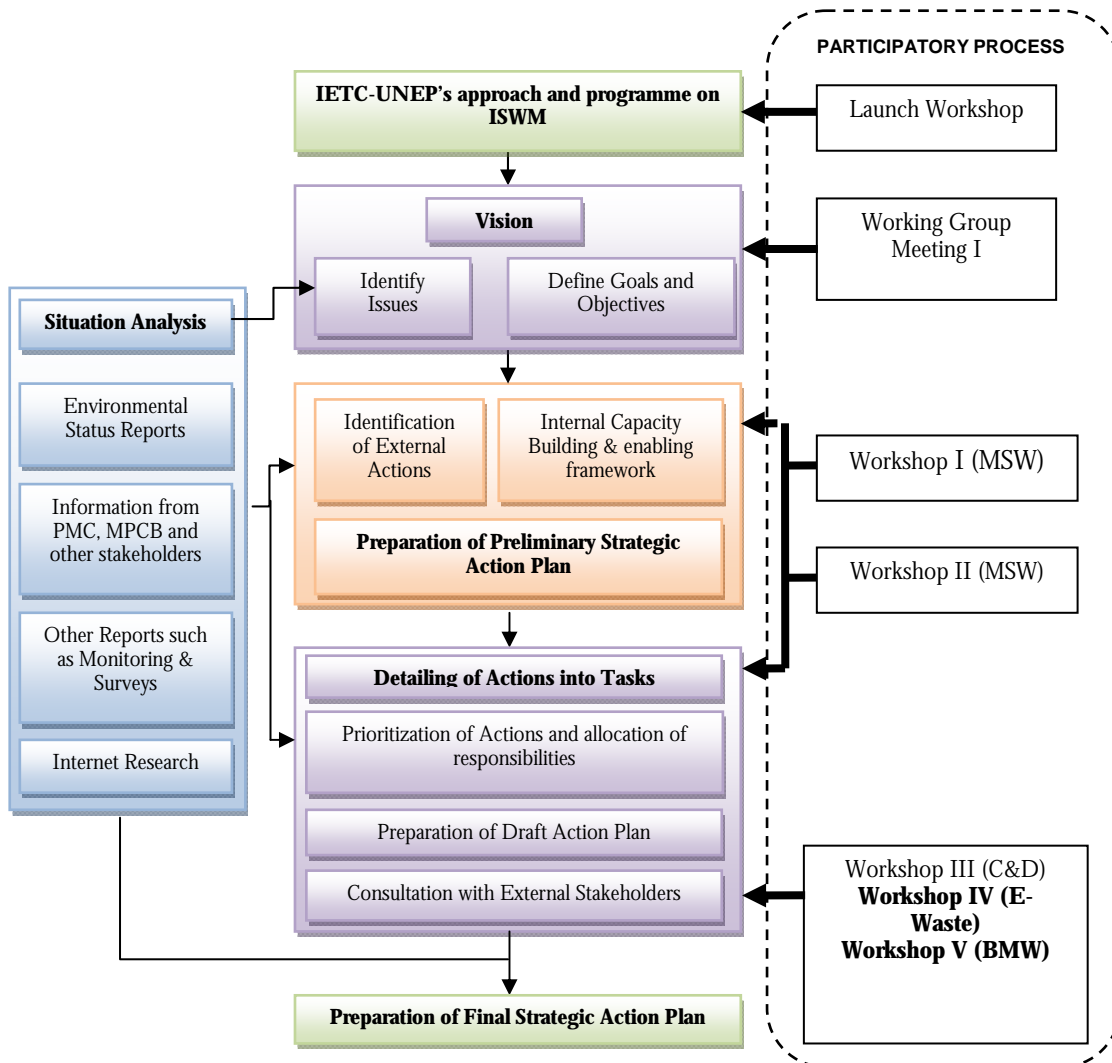 PARTICIPATORY PROCESS
IETC-UNEP's approach and programme on
ISWM
Launch Workshop
Vision
Identify
Issues
Define Goals and
Objectives
Working Group
Meeting I
Situation Analysis
Environmental
Status Reports
Information from
PMC, MPCB and
other stakeholders
Other Reports such
as Monitoring &
Surveys
Internet Research
Identification
of External
Actions
Internal Capacity
Building & enabling
framework
Preparation of Preliminary Strategic
Action Plan
Workshop I (MSW)
Workshop II (MSW)
Detailing of Actions into Tasks
Prioritization of Actions and allocation of
responsibilities
Preparation of Draft Action Plan
Consultation with External Stakeholders
Workshop III (C&D)
Workshop IV (E-
Waste)
Workshop V (BMW)
Preparation of Final Strategic Action Plan